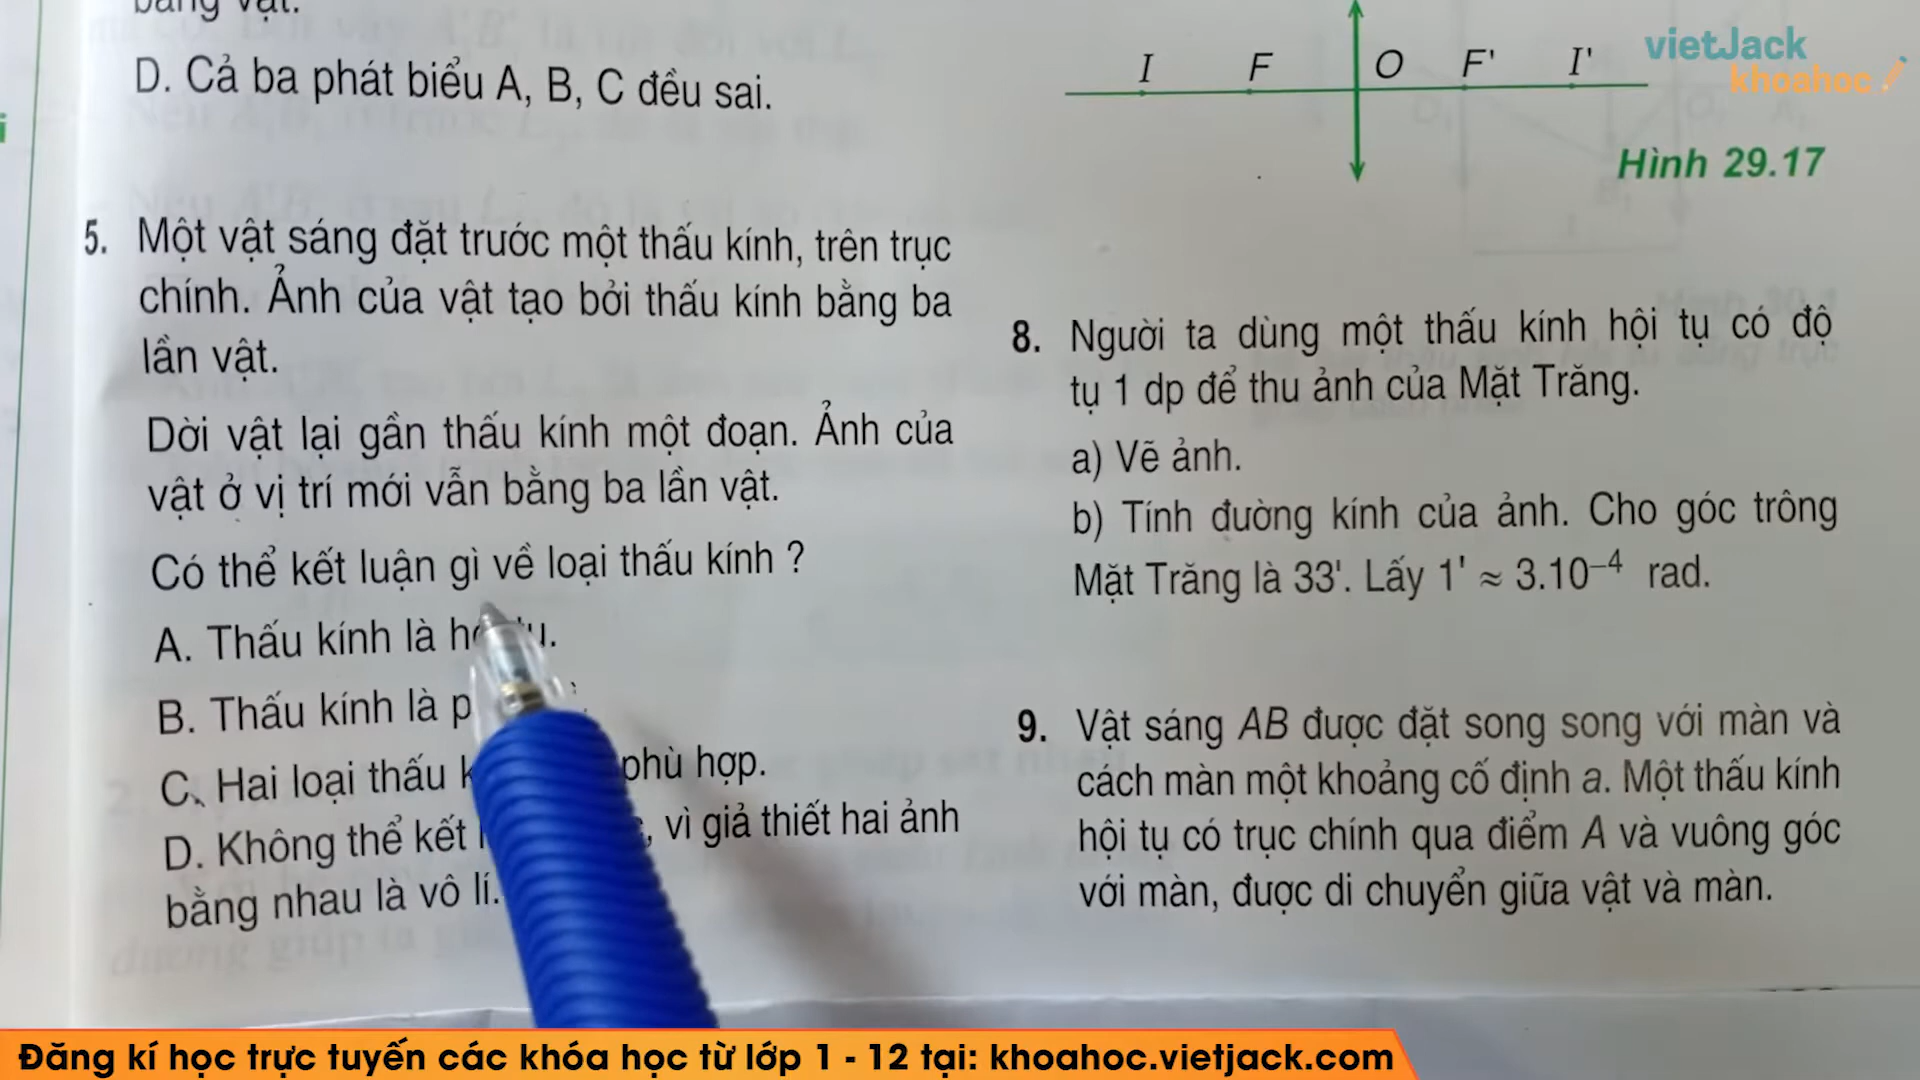 D. Cả ba phát biểu A, B, C đều sai.
5. Một vật sáng đặt trước một thấu kính, trên trục
chính. Ảnh của vật tạo bởi thấu kính bằng ba
lần vật.
Dời vật lại gần thấu kính một đoạn. Ảnh của
vật ở vị trí mới vẫn bằng ba lần vật.
Có thể kết luận gì về loại thấu kính ?
A. Thấu kính là
B. Thấu kính là
C. Hai loại thấu phù hợp.
D. Không thể kết , vì giả thiết hai ảnh
bằng nhau là vô lí.
I F O F' I'
Hình 29.17
8. Người ta dùng một thấu kính hội tụ có độ
tụ 1 dp để thu ảnh của Mặt Trăng.
a) Vẽ ảnh.
b) Tính đường kính của ảnh. Cho góc trông
Mặt Trăng là 33'. Lấy 1' ≈ 3.10⁻⁴ rad.
9. Vật sáng AB được đặt song song với màn và
cách màn một khoảng cố định a. Một thấu kính
hội tụ có trục chính qua điểm A và vuông góc
với màn, được di chuyển giữa vật và màn.
vietJack
khoahoc
Đăng kí học trực tuyến các khóa học từ lớp 1 - 12 tại: khoahoc.vietjack.com